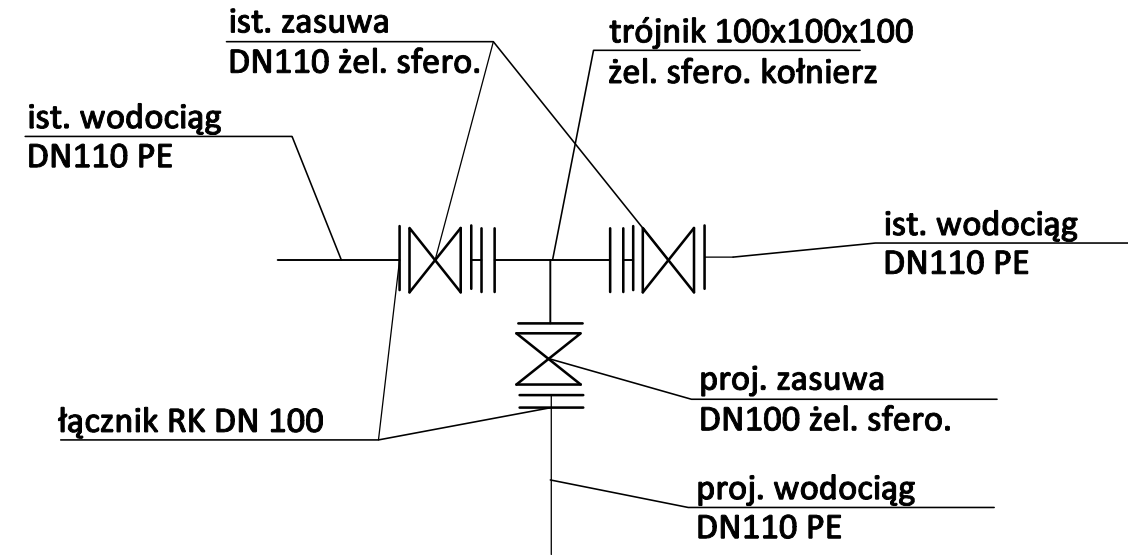 ist. zasuwa
DN110 żel. sfero.
trójnik 100x100x100
żel. sfero. kołnierz
ist. wodociąg
DN110 PE
ist. wodociąg
DN110 PE
proj. zasuwa
DN100 żel. sfero.
łącznik RK DN 100
proj. wodociąg
DN110 PE